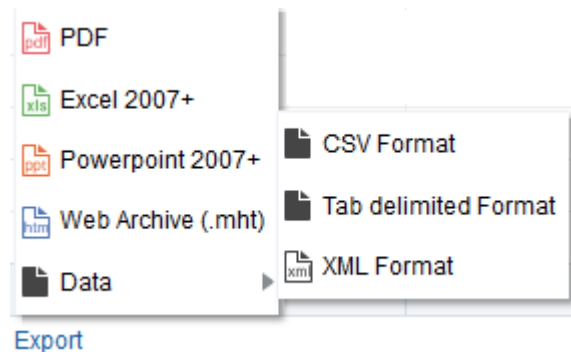 pdf PDF
xls Excel 2007+
ppt Powerpoint 2007+
htm Web Archive (.mht)
Data
CSV Format
Tab delimited Format
xml XML Format
Export